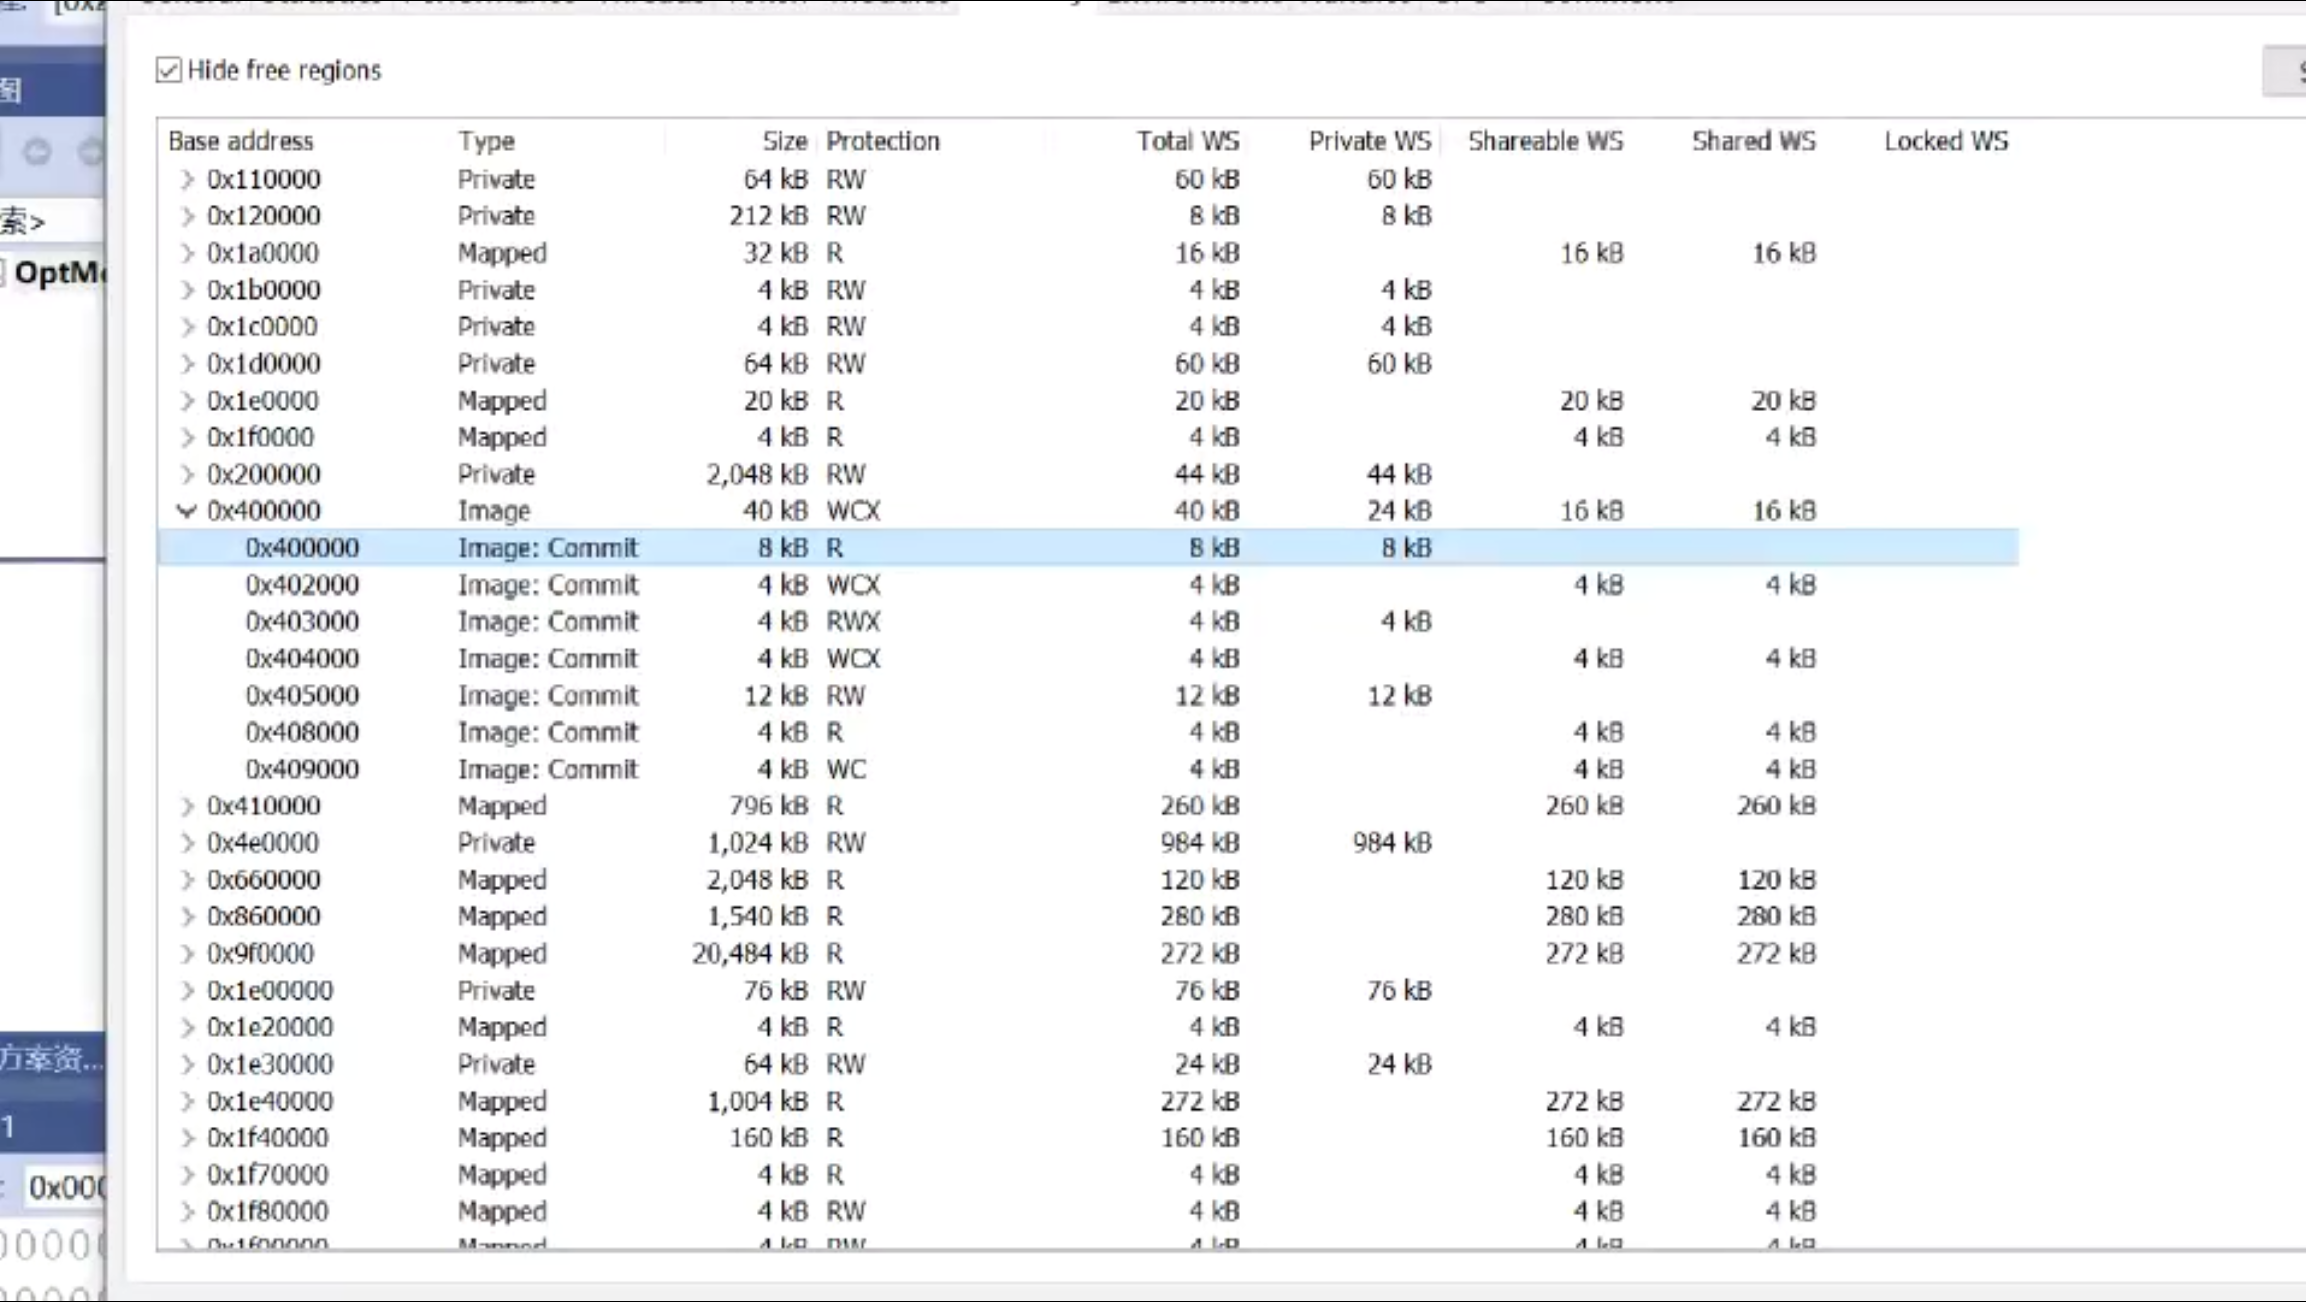 图
索>
OptM
方案资...
1
0x000
Hide free regions
Base address Type Size Protection Total WS Private WS Shareable WS Shared WS Locked WS
0x110000 Private 64 kB RW 60 kB 60 kB
0x120000 Private 212 kB RW 8 kB 8 kB
0x1a0000 Mapped 32 kB R 16 kB 16 kB 16 kB
0x1b0000 Private 4 kB RW 4 kB 4 kB
0x1c0000 Private 4 kB RW 4 kB 4 kB
0x1d0000 Private 64 kB RW 60 kB 60 kB
0x1e0000 Mapped 20 kB R 20 kB 20 kB 20 kB
0x1f0000 Mapped 4 kB R 4 kB 4 kB 4 kB
0x200000 Private 2,048 kB RW 44 kB 44 kB
0x400000 Image 40 kB WCX 40 kB 24 kB 16 kB 16 kB
0x400000 Image: Commit 8 kB R 8 kB 8 kB
0x402000 Image: Commit 4 kB WCX 4 kB 4 kB 4 kB
0x403000 Image: Commit 4 kB RWX 4 kB 4 kB
0x404000 Image: Commit 4 kB WCX 4 kB 4 kB 4 kB
0x405000 Image: Commit 12 kB RW 12 kB 12 kB
0x408000 Image: Commit 4 kB R 4 kB 4 kB 4 kB
0x409000 Image: Commit 4 kB WC 4 kB 4 kB 4 kB
0x410000 Mapped 796 kB R 260 kB 260 kB 260 kB
0x4e0000 Private 1,024 kB RW 984 kB 984 kB
0x660000 Mapped 2,048 kB R 120 kB 120 kB 120 kB
0x860000 Mapped 1,540 kB R 280 kB 280 kB 280 kB
0x9f0000 Mapped 20,484 kB R 272 kB 272 kB 272 kB
0x1e00000 Private 76 kB RW 76 kB 76 kB
0x1e20000 Mapped 4 kB R 4 kB 4 kB 4 kB
0x1e30000 Private 64 kB RW 24 kB 24 kB
0x1e40000 Mapped 1,004 kB R 272 kB 272 kB 272 kB
0x1f40000 Mapped 160 kB R 160 kB 160 kB 160 kB
0x1f70000 Mapped 4 kB R 4 kB 4 kB 4 kB
0x1f80000 Mapped 4 kB RW 4 kB 4 kB 4 kB